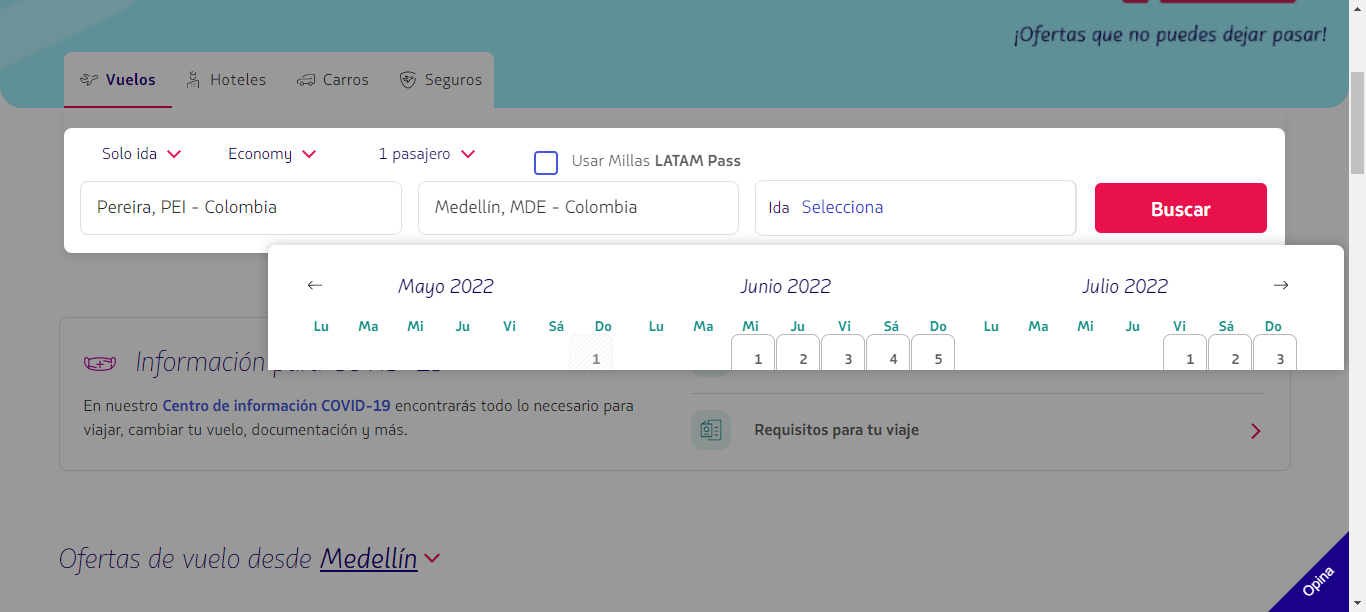 ¡Ofertas que no puedes dejar pasar!
Vuelos Hoteles Carros Seguros
Solo ida Economy 1 pasajero Usar Millas LATAM Pass
Pereira, PEI - Colombia Medellín, MDE - Colombia Ida Selecciona Buscar
Mayo 2022 Junio 2022 Julio 2022
Lu Ma Mi Ju Vi Sá Do Lu Ma Mi Ju Vi Sá Do Lu Ma Mi Ju Vi Sá Do
1 1 2 3 4 5 1 2 3
Información
En nuestro Centro de información COVID-19 encontrarás todo lo necesario para
viajar, cambiar tu vuelo, documentación y más.
Requisitos para tu viaje
Ofertas de vuelo desde Medellín
Opina